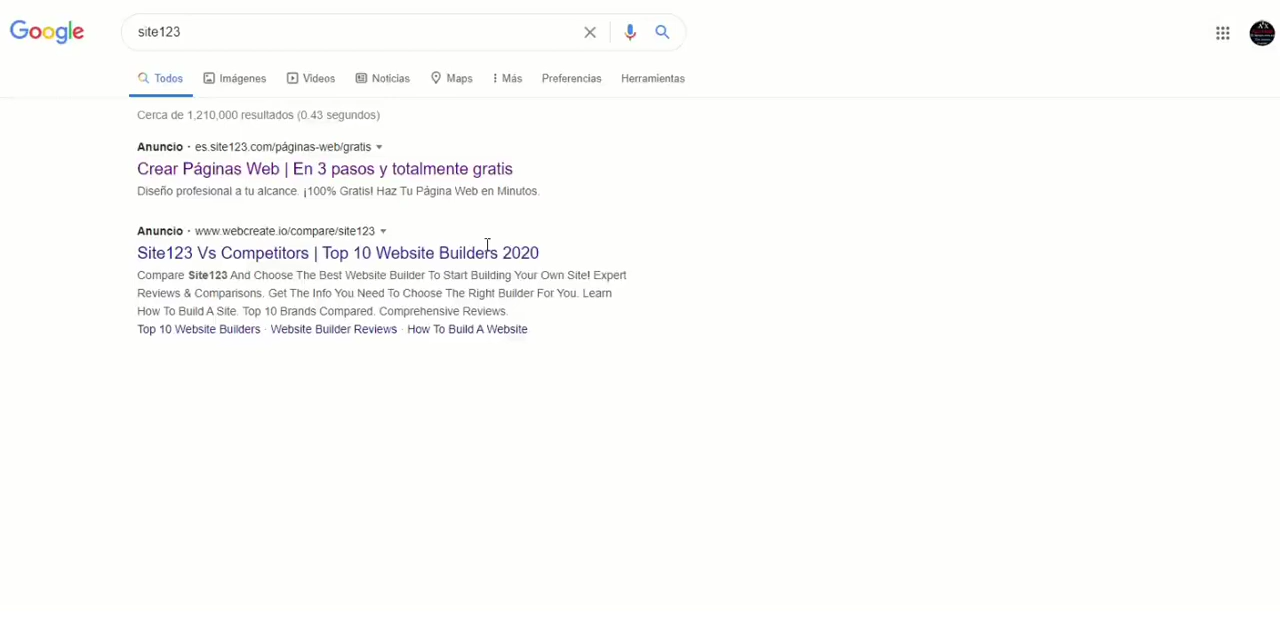 Google
site123
Todos Imágenes Videos Noticias Maps Más Preferencias Herramientas
Cerca de 1,210,000 resultados (0.43 segundos)
Anuncio · es.site123.com/páginas-web/gratis
Crear Páginas Web | En 3 pasos y totalmente gratis
Diseño profesional a tu alcance. ¡100% Gratis! Haz Tu Página Web en Minutos.
Anuncio · www.webcreate.io/compare/site123
Site123 Vs Competitors | Top 10 Website Builders 2020
Compare Site123 And Choose The Best Website Builder To Start Building Your Own Site! Expert
Reviews & Comparisons. Get The Info You Need To Choose The Right Builder For You. Learn
How To Build A Site. Top 10 Brands Compared. Comprehensive Reviews.
Top 10 Website Builders · Website Builder Reviews · How To Build A Website